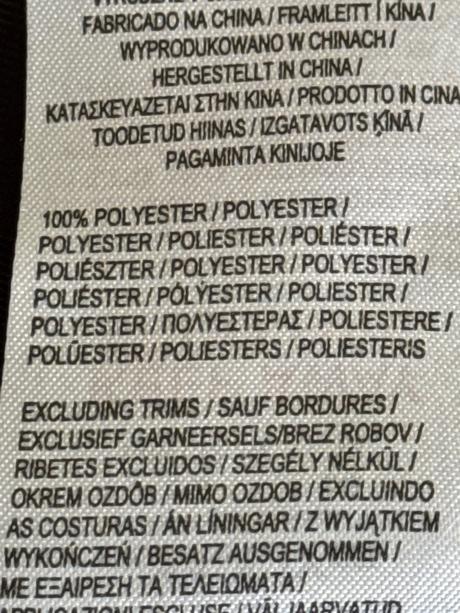 FABRICADO NA CHINA / FRAMLEITT Í KÍNA /
WYPRODUKOWANO W CHINACH /
HERGESTELLT IN CHINA /
ΚΑΤΑΣΚΕΥΑΖΕΤΑΙ ΣΤΗΝ ΚΙΝΑ / PRODOTTO IN CINA
TOODETUD HIINAS / IZGATAVOTS ĶĪNĀ /
PAGAMINTA KINIJOJE
100% POLYESTER / POLYESTER /
POLYESTER / POLIESTER / POLIÉSTER /
POLIÉSZTER / POLYESTER / POLYESTER /
POLIÉSTER / PÓLÝESTER / POLIESTER /
POLYESTER / ΠΟΛΥΕΣΤΕΡΑΣ / POLIESTERE /
POLÜESTER / POLIESTERS / POLIESTERIS
EXCLUDING TRIMS / SAUF BORDURES /
EXCLUSIEF GARNEERSELS/BREZ ROBOV /
RIBETES EXCLUIDOS / SZEGÉLY NÉLKÜL /
OKREM OZDÔB / MIMO OZDOB / EXCLUINDO
AS COSTURAS / ÁN LÍNINGAR / Z WYJĄTKIEM
WYKOŃCZEŃ / BESATZ AUSGENOMMEN /
ΜΕ ΕΞΑΙΡΕΣΗ ΤΑ ΤΕΛΕΙΩΜΑΤΑ /